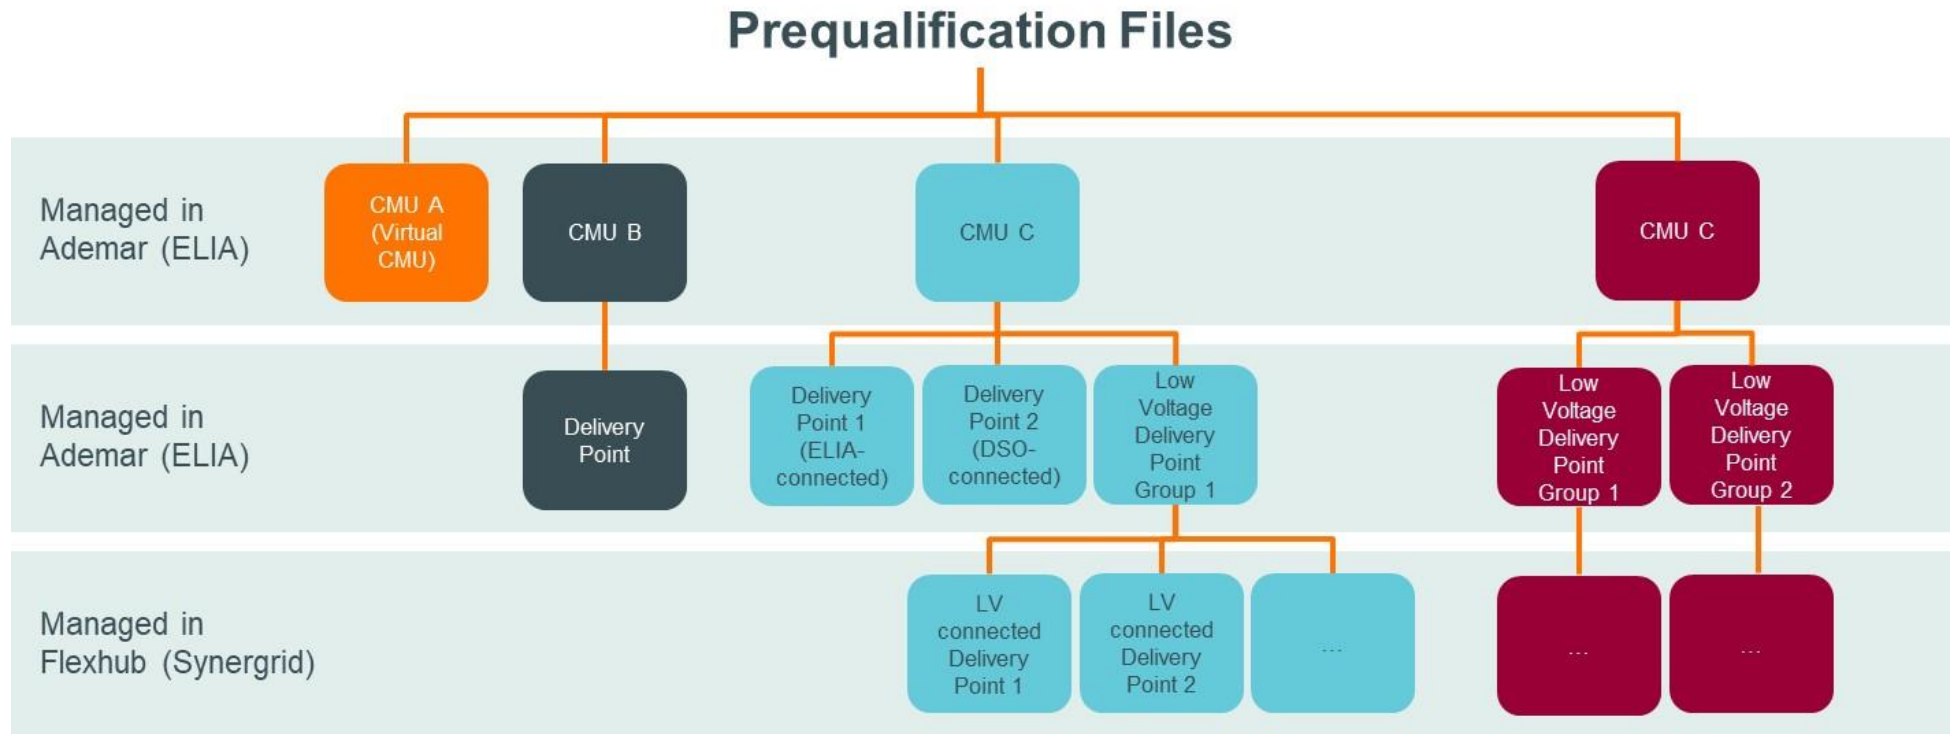 Prequalification Files
Managed in
Ademar (ELIA)
CMU A
(Virtual
CMU)
CMU B
CMU C
CMU C
Managed in
Ademar (ELIA)
Delivery
Point
Delivery
Point 1
(ELIA-
connected)
Delivery
Point 2
(DSO-
connected)
Low
Voltage
Delivery
Point
Group 1
Low
Voltage
Delivery
Point
Group 1
Low
Voltage
Delivery
Point
Group 2
Managed in
Flexhub (Synergrid)
LV
connected
Delivery
Point 1
LV
connected
Delivery
Point 2
...
...
...